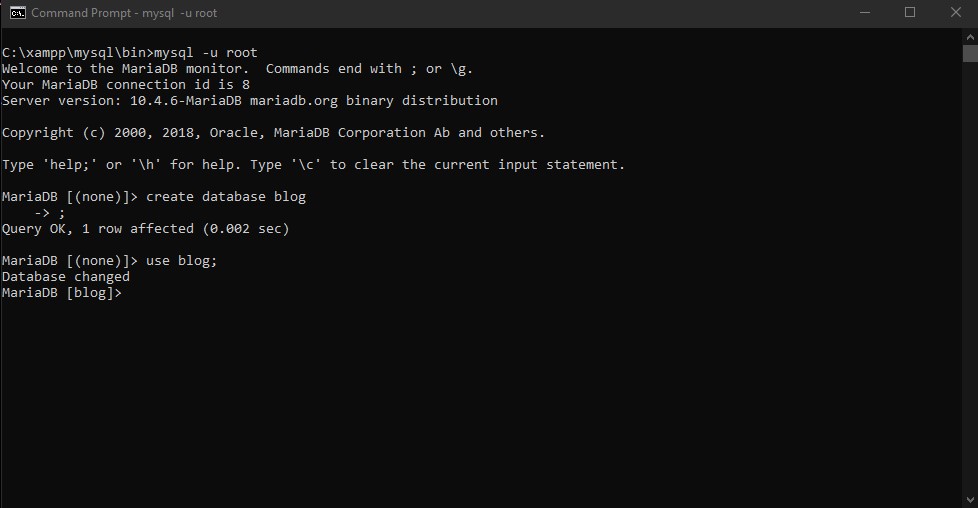 Command Prompt - mysql  -u root
C:\xampp\mysql\bin>mysql -u root
Welcome to the MariaDB monitor.  Commands end with ; or \g.
Your MariaDB connection id is 8
Server version: 10.4.6-MariaDB mariadb.org binary distribution
Copyright (c) 2000, 2018, Oracle, MariaDB Corporation Ab and others.
Type 'help;' or '\h' for help. Type '\c' to clear the current input statement.
MariaDB [(none)]> create database blog
    -> ;
Query OK, 1 row affected (0.002 sec)
MariaDB [(none)]> use blog;
Database changed
MariaDB [blog]>